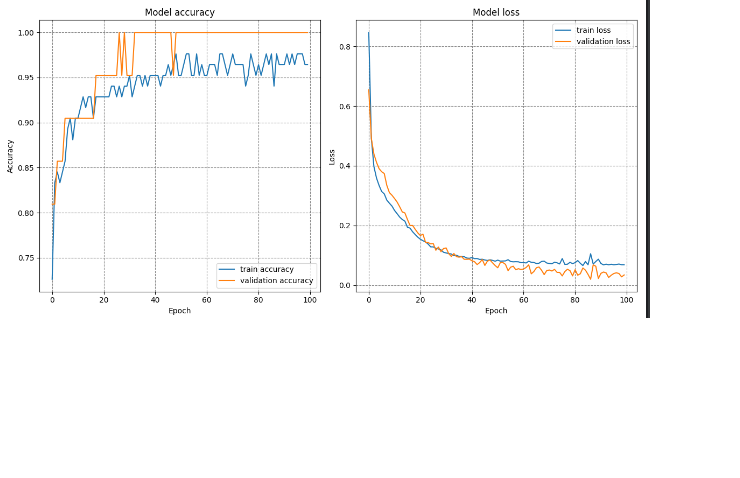 Model accuracy
1.00
0.95
0.90
0.85
0.80
0.75
Accuracy
train accuracy
validation accuracy
0
20
40
60
80
100
Epoch
Model loss
train loss
validation loss
0.8
0.6
0.4
0.2
0.0
Loss
0
20
40
60
80
100
Epoch